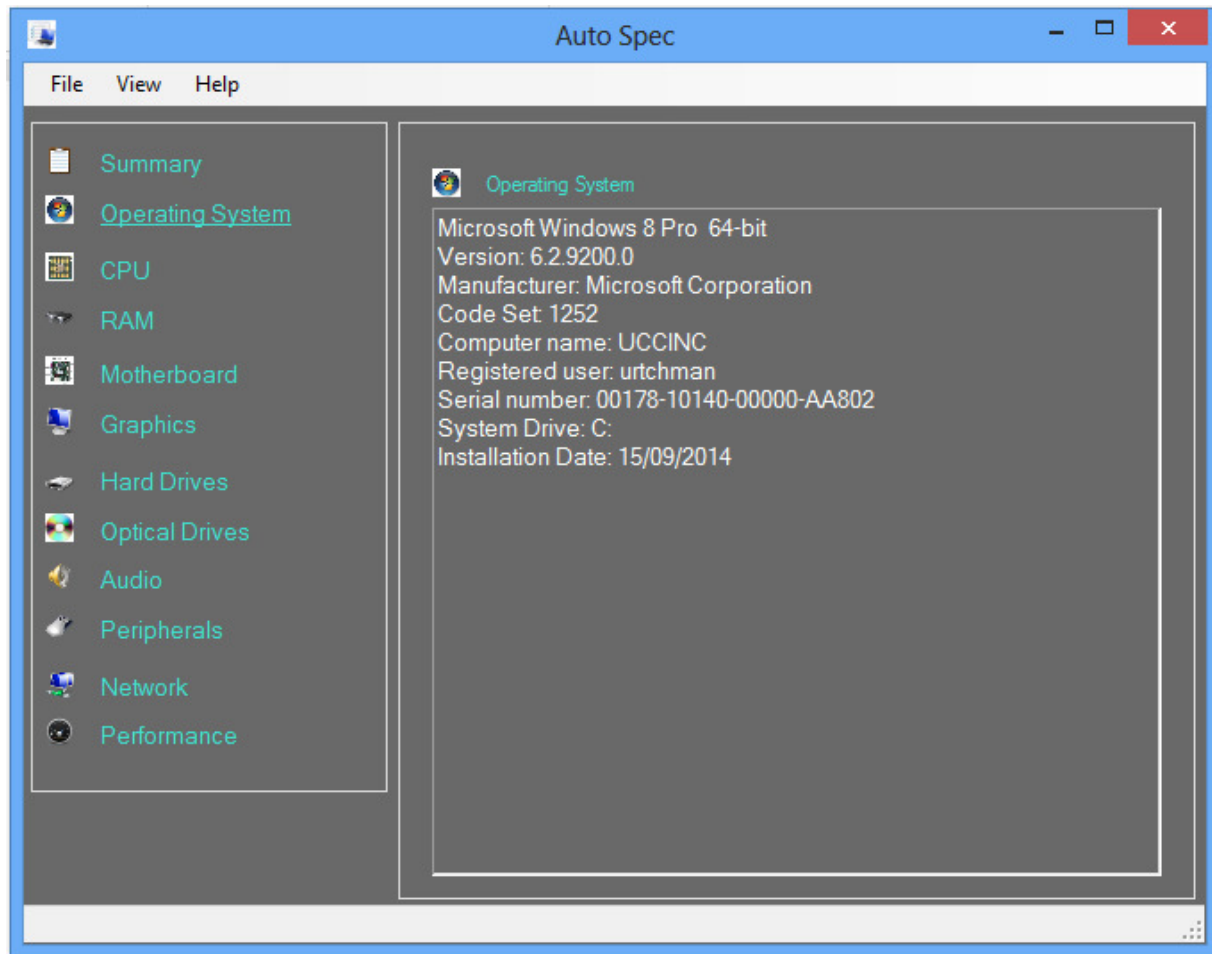 Auto Spec
File View Help
Summary
Operating System
CPU
RAM
Motherboard
Graphics
Hard Drives
Optical Drives
Audio
Peripherals
Network
Performance
Operating System
Microsoft Windows 8 Pro  64-bit
Version: 6.2.9200.0
Manufacturer: Microsoft Corporation
Code Set: 1252
Computer name: UCCINC
Registered user: urtchman
Serial number: 00178-10140-00000-AA802
System Drive: C:
Installation Date: 15/09/2014